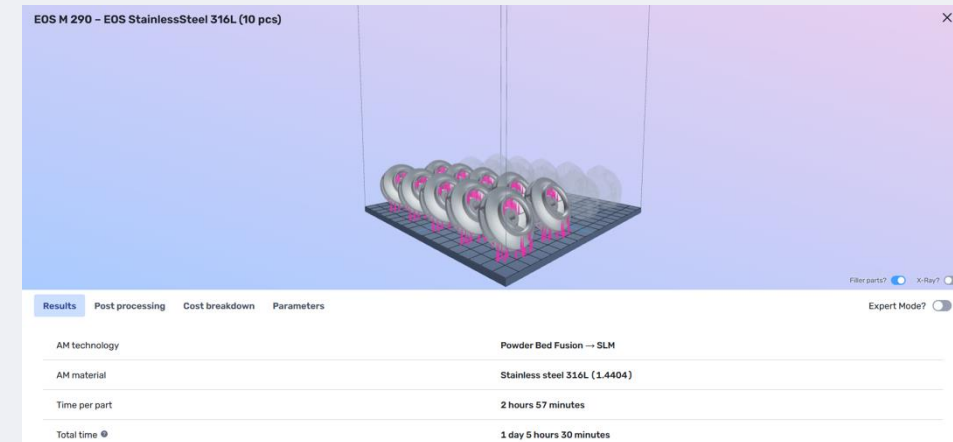 EOS M 290 – EOS StainlessSteel 316L (10 pcs)
Filler parts? X-Ray?
Results Post processing Cost breakdown Parameters Expert Mode?
AM technology Powder Bed Fusion → SLM
AM material Stainless steel 316L (1.4404)
Time per part 2 hours 57 minutes
Total time 1 day 5 hours 30 minutes